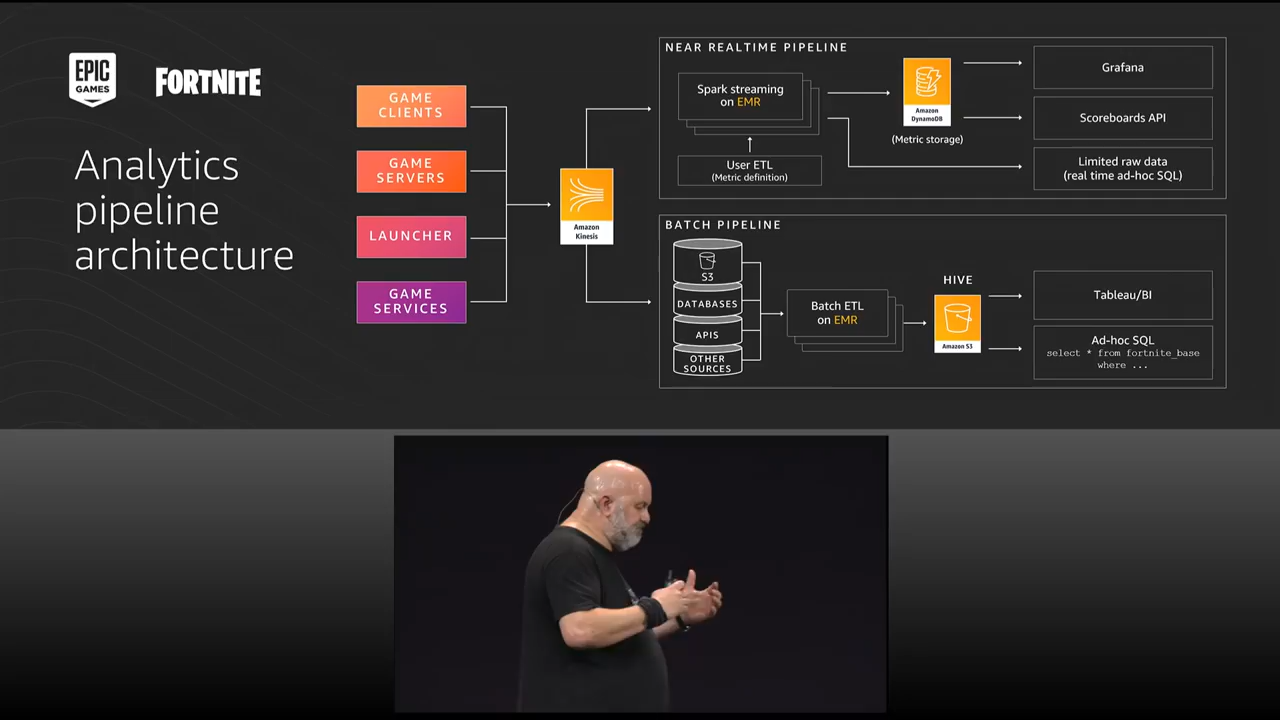 EPIC
GAMES
FORTNITE
Analytics
pipeline
architecture
GAME
CLIENTS
GAME
SERVERS
LAUNCHER
GAME
SERVICES
Amazon
Kinesis
NEAR REALTIME PIPELINE
Spark streaming
on EMR
User ETL
(Metric definition)
Amazon
DynamoDB
(Metric storage)
Grafana
Scoreboards API
Limited raw data
(real time ad-hoc SQL)
BATCH PIPELINE
S3
DATABASES
APIS
OTHER
SOURCES
Batch ETL
on EMR
HIVE
Amazon S3
Tableau/BI
Ad-hoc SQL
select * from fortnite_base
where ...